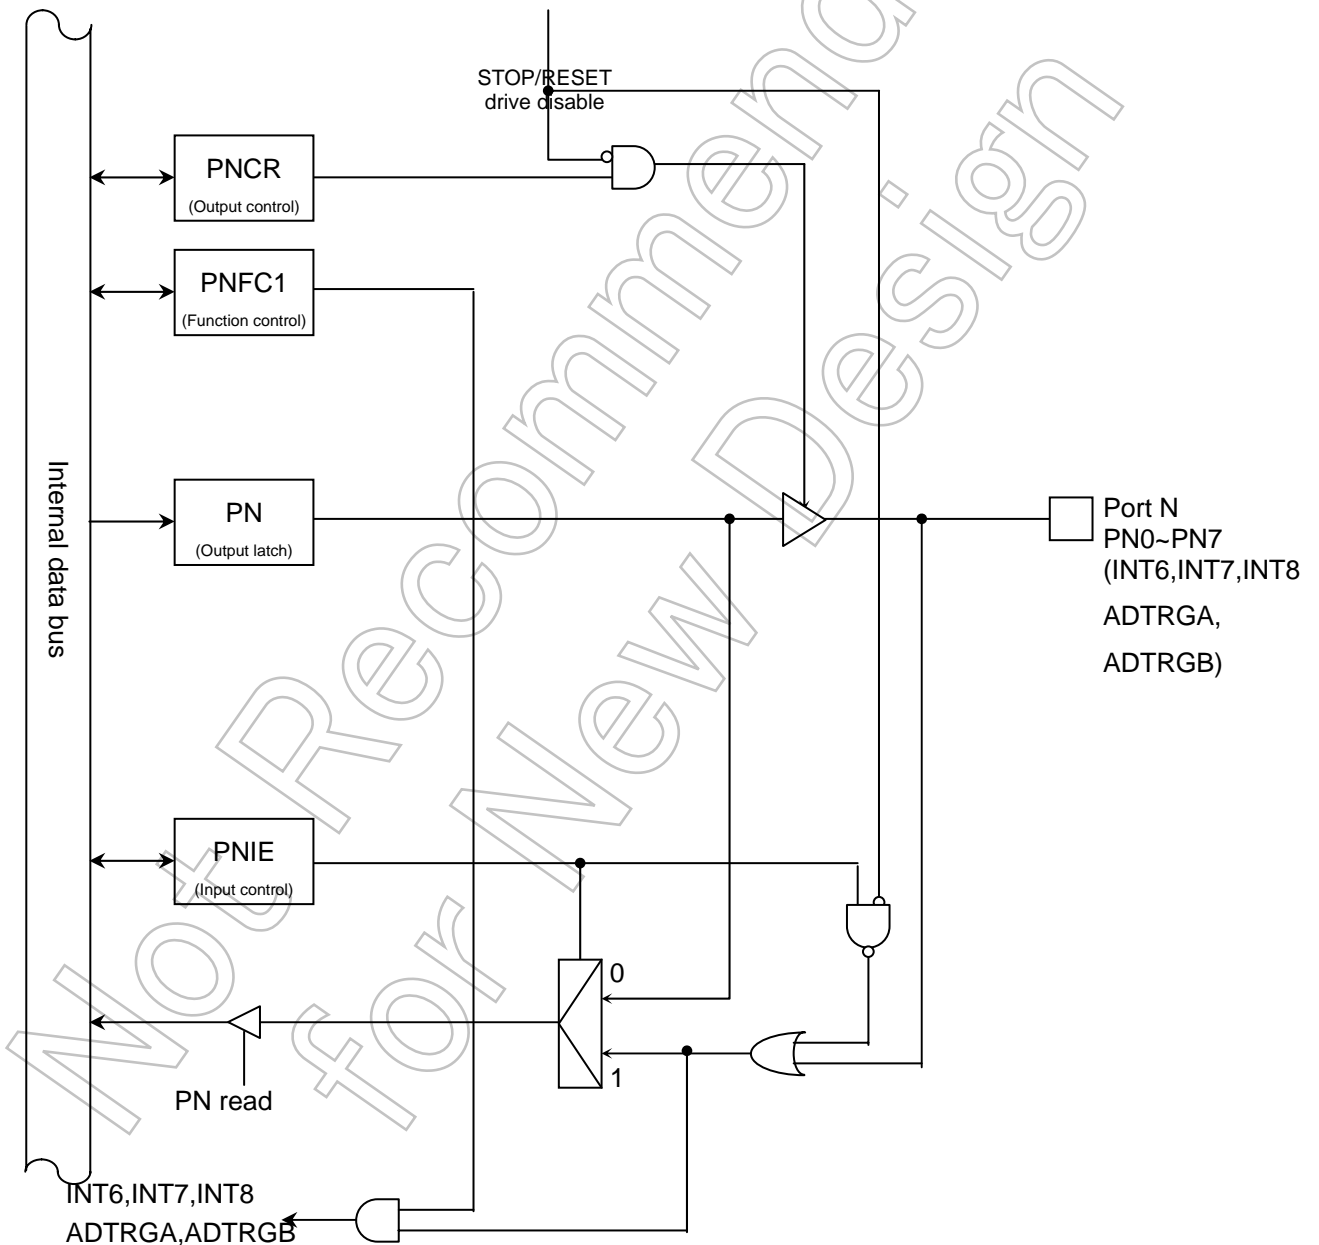 STOP/RESET
drive disable
PNCR
(Output control)
PNFC1
(Function control)
Internal data bus
PN
(Output latch)
Port N
PN0~PN7
(INT6,INT7,INT8
ADTRGA,
ADTRGB)
PNIE
(Input control)
0
1
PN read
INT6,INT7,INT8
ADTRGA,ADTRGB
Not Recommend
for New Design